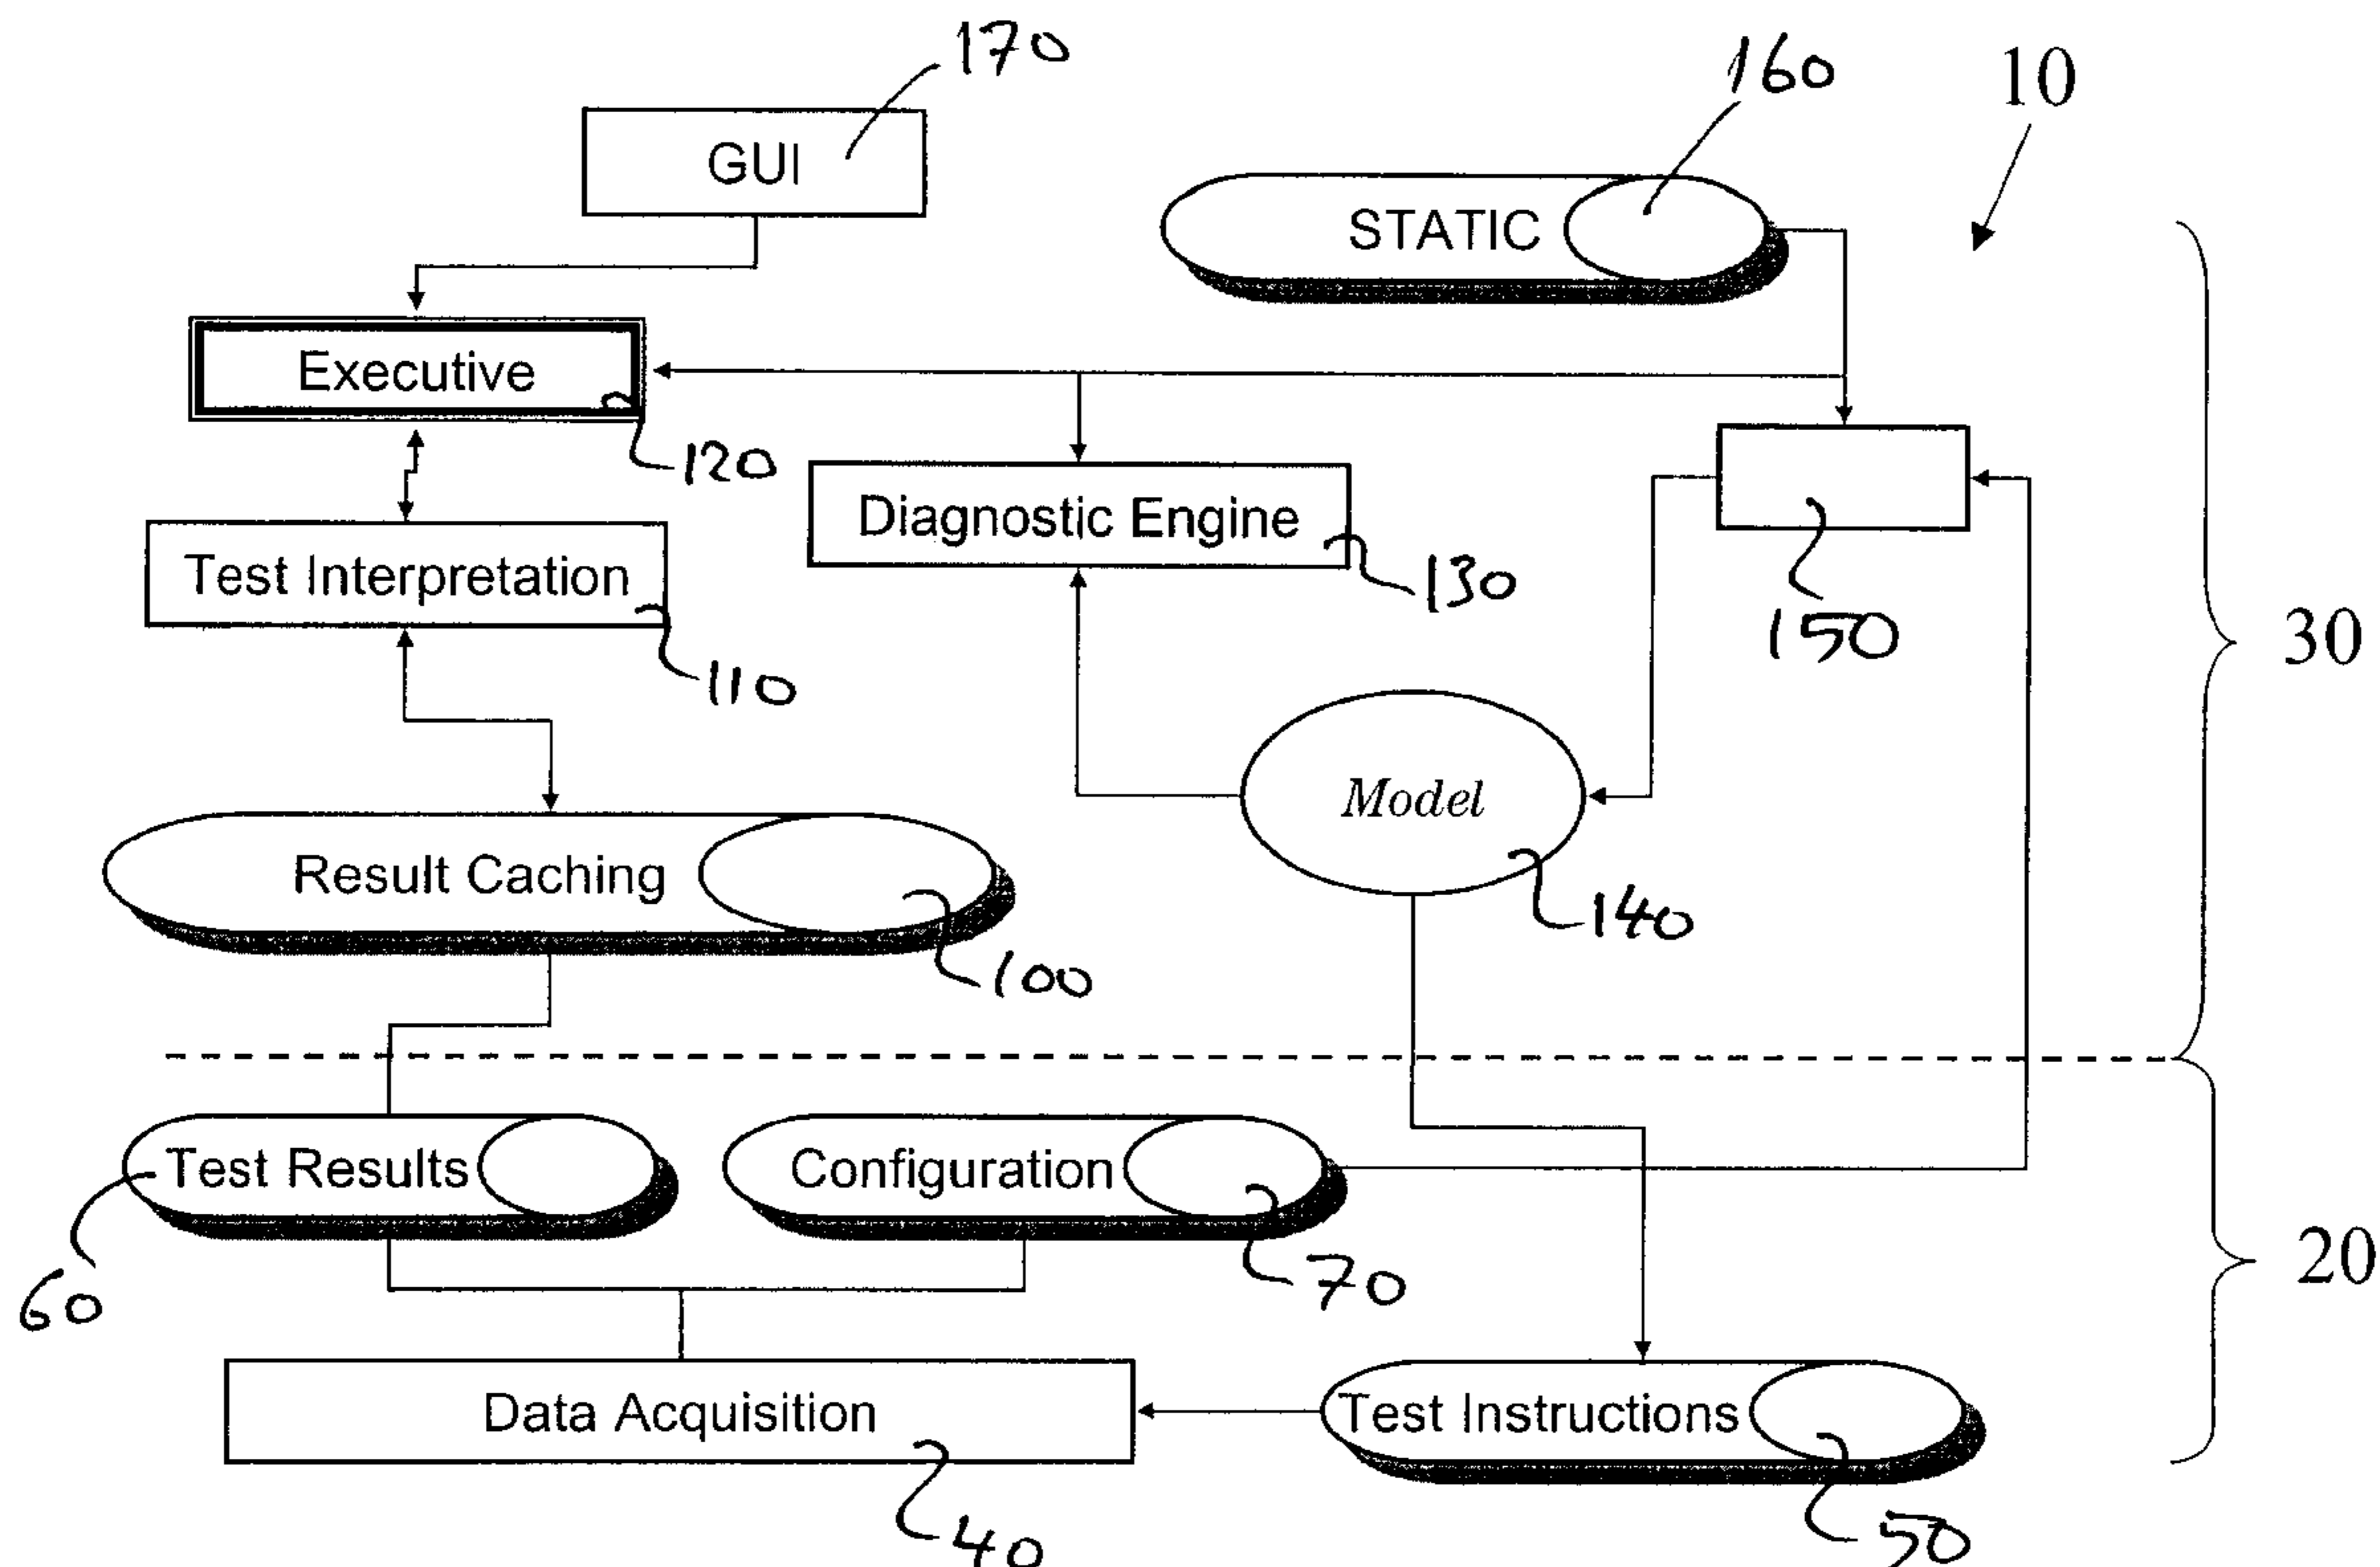 170
160
10
GUI
STATIC
Executive
120
Diagnostic Engine
130
Test Interpretation
110
150
30
Model
140
Result Caching
100
Test Results
60
Configuration
70
20
Data Acquisition
40
Test Instructions
50